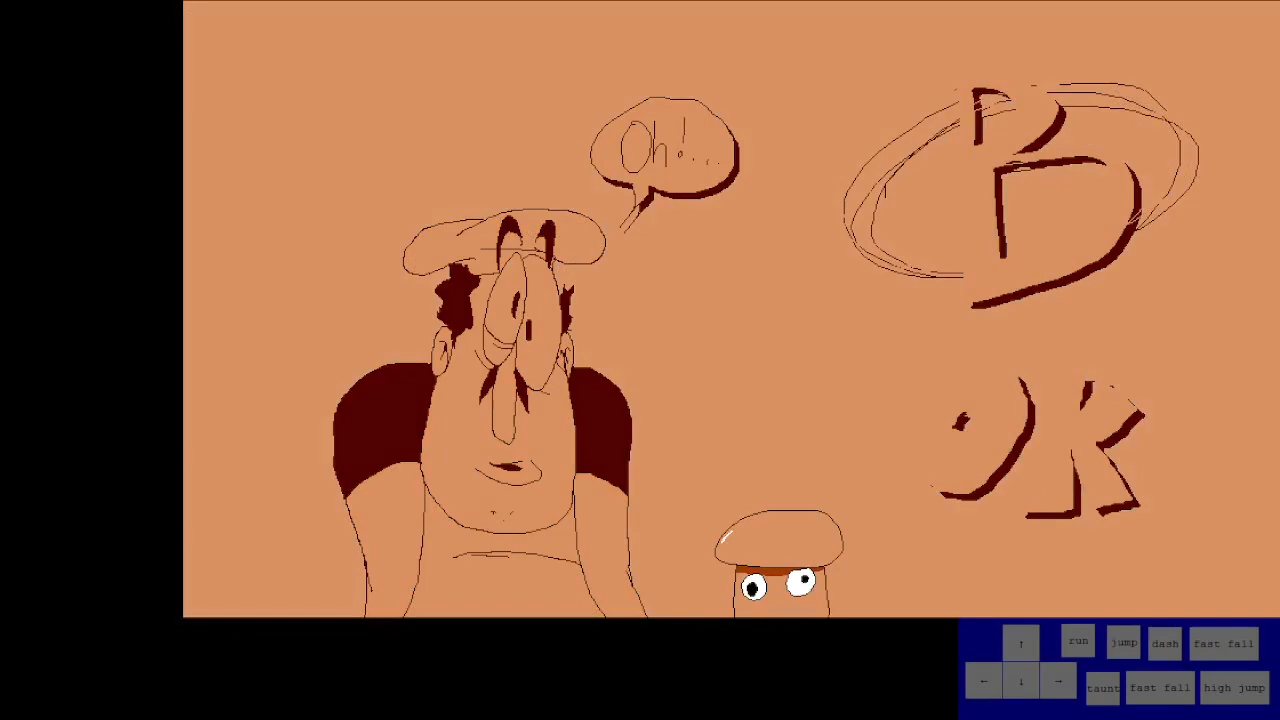 Oh!...
D
OK
↑ run jump dash fast fall
← ↓ → taunt fast fall high jump